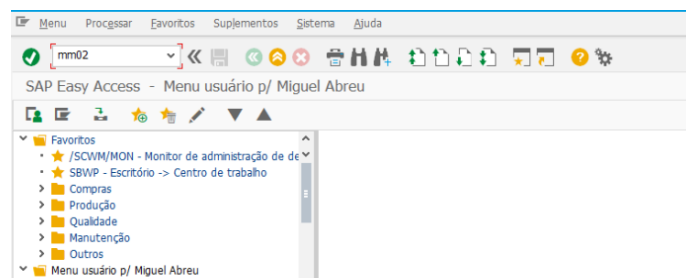 Menu Processar Favoritos Suplementos Sistema Ajuda
mm02
SAP Easy Access - Menu usuário p/ Miguel Abreu
Favoritos
/SCWM/MON - Monitor de administração de de
SBWP - Escritório -> Centro de trabalho
Compras
Produção
Qualidade
Manutenção
Outros
Menu usuário p/ Miguel Abreu